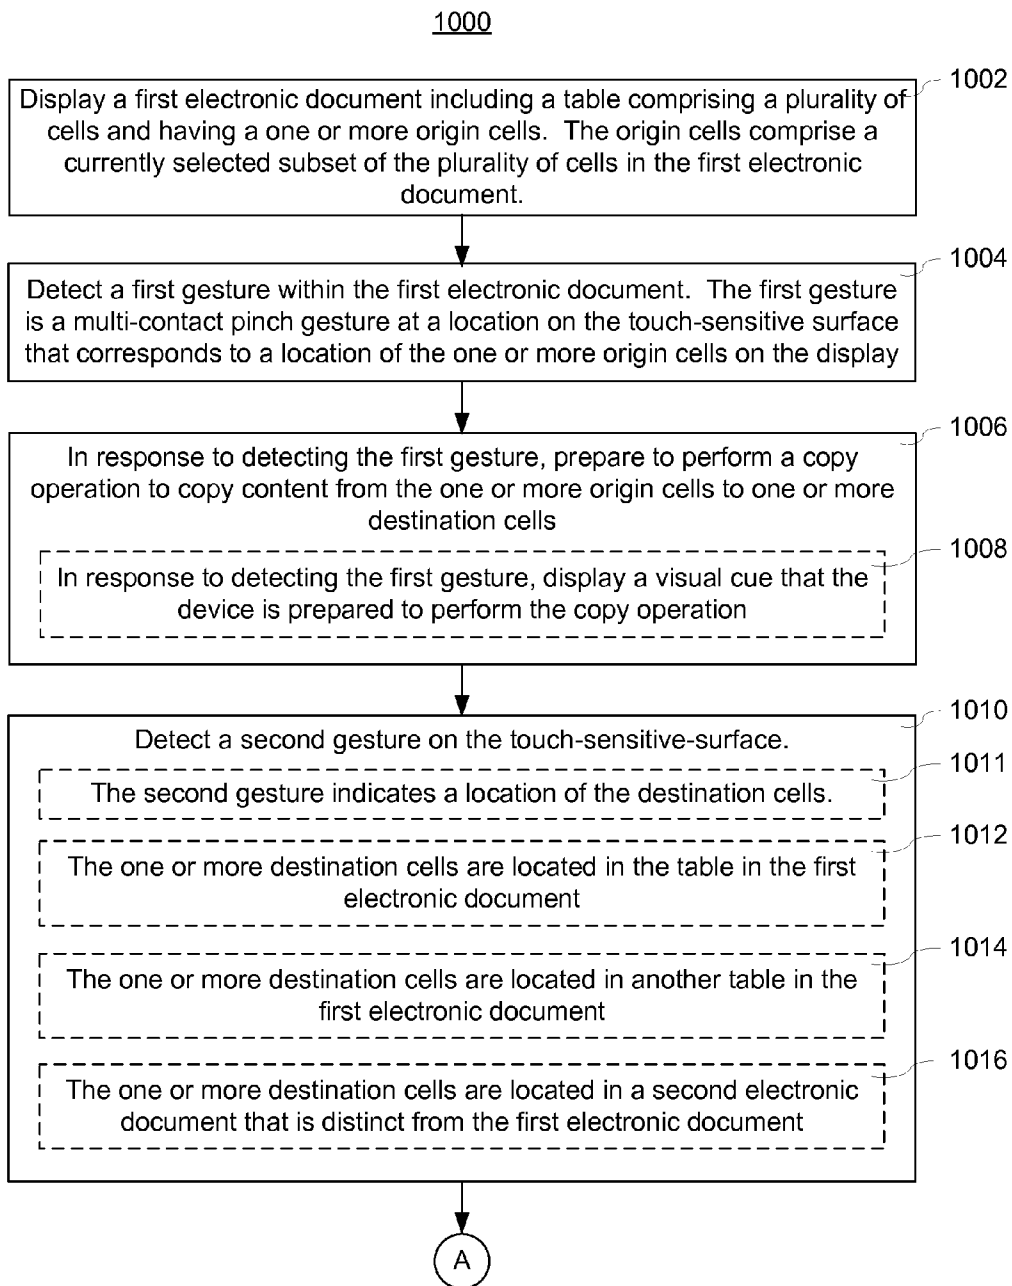 1000
1002
Display a first electronic document including a table comprising a plurality of
cells and having a one or more origin cells. The origin cells comprise a
currently selected subset of the plurality of cells in the first electronic
document.
1004
Detect a first gesture within the first electronic document. The first gesture
is a multi-contact pinch gesture at a location on the touch-sensitive surface
that corresponds to a location of the one or more origin cells on the display
1006
In response to detecting the first gesture, prepare to perform a copy
operation to copy content from the one or more origin cells to one or more
destination cells
1008
In response to detecting the first gesture, display a visual cue that the
device is prepared to perform the copy operation
1010
Detect a second gesture on the touch-sensitive-surface.
1011
The second gesture indicates a location of the destination cells.
1012
The one or more destination cells are located in the table in the first
electronic document
1014
The one or more destination cells are located in another table in the
first electronic document
1016
The one or more destination cells are located in a second electronic
document that is distinct from the first electronic document
A